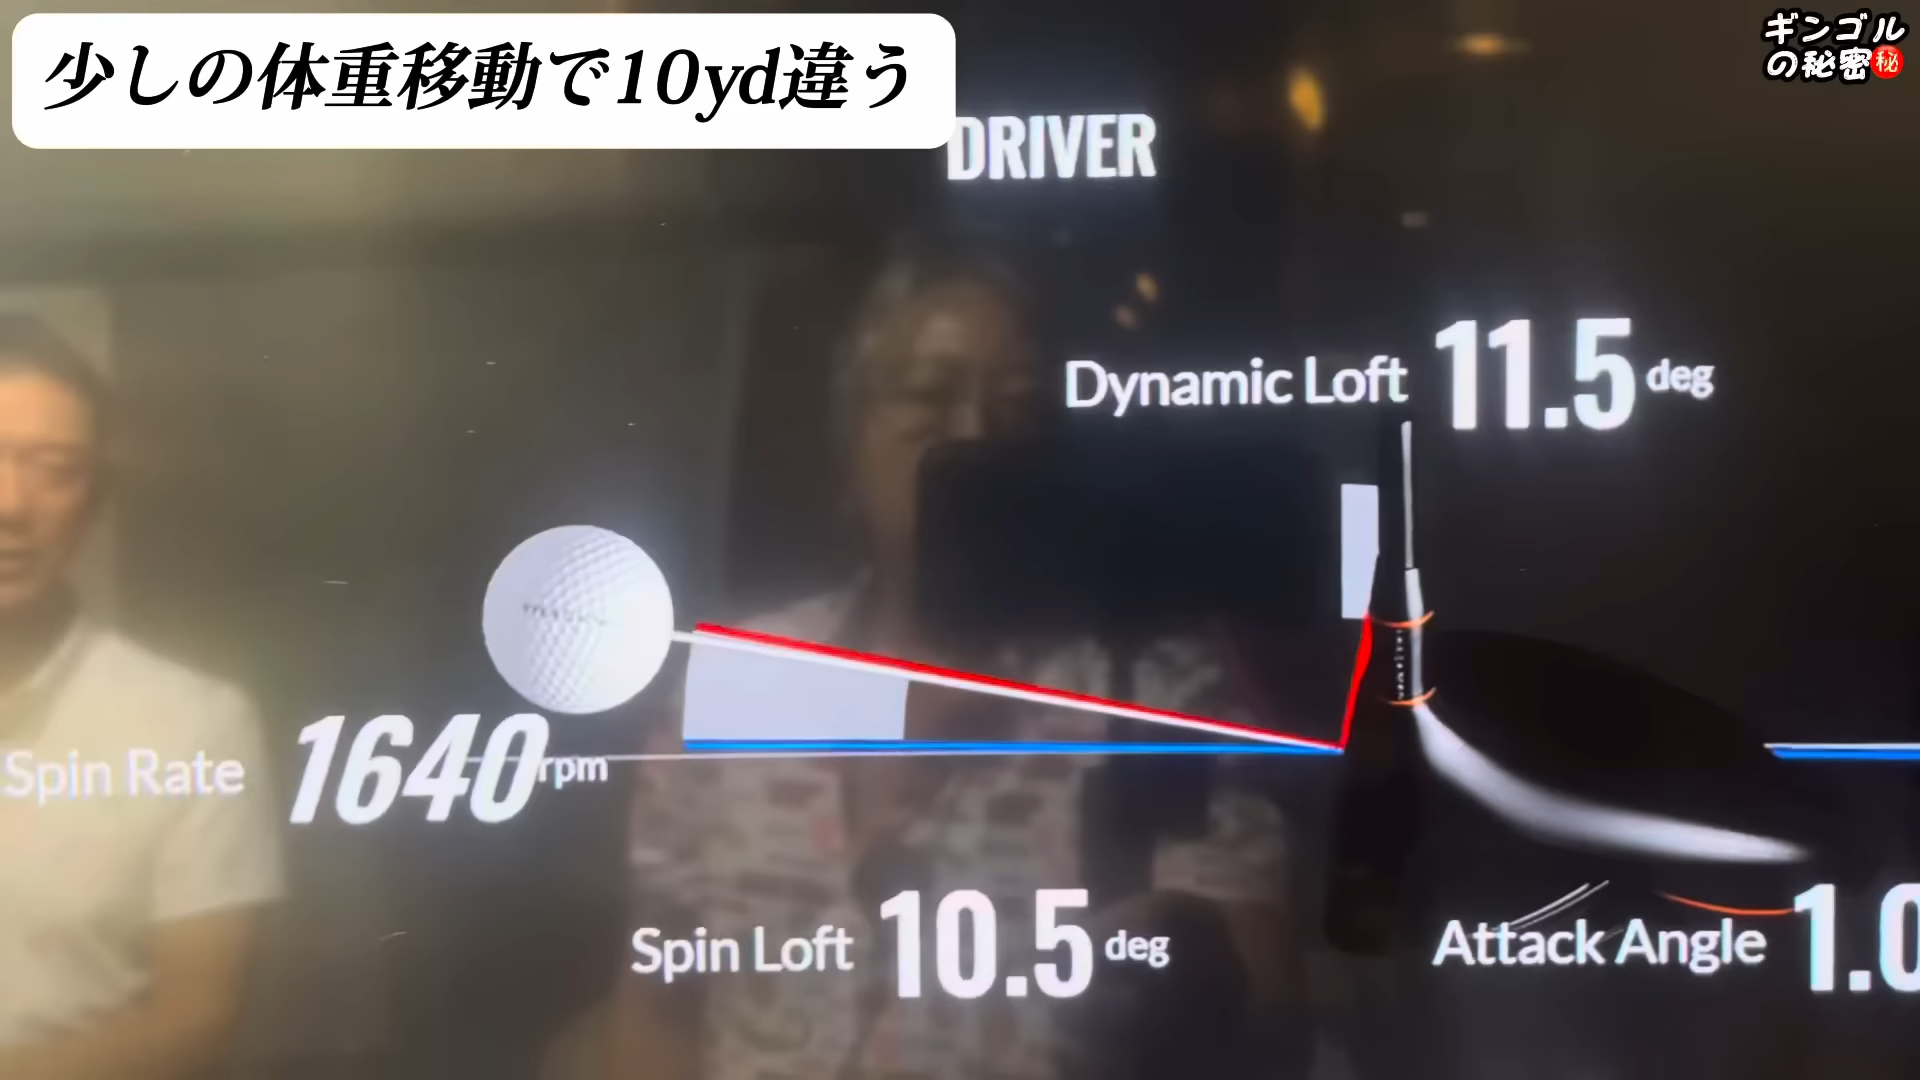 少しの体重移動で10yd違う
ギンゴル
の秘密㊙
DRIVER
Dynamic Loft 11.5 deg
Spin Rate 1640 rpm
Spin Loft 10.5 deg
Attack Angle 1.0